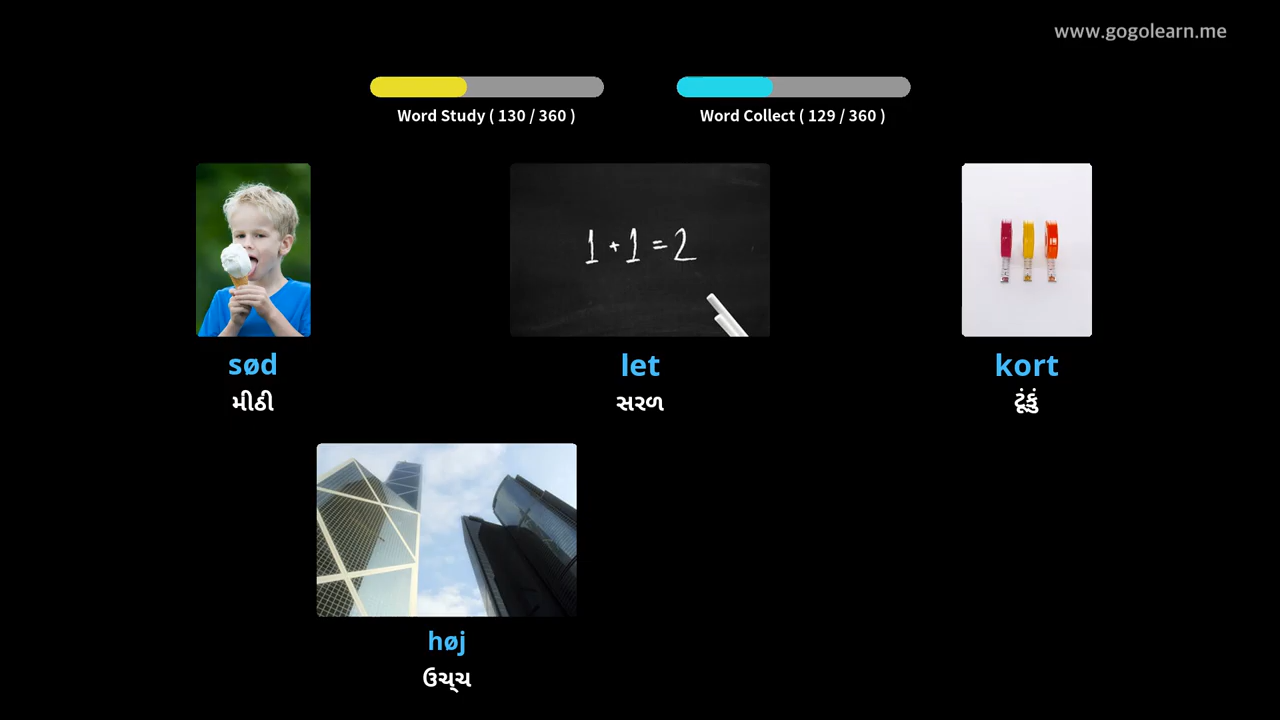 www.gogolearn.me
Word Study ( 130 / 360 )
Word Collect ( 129 / 360 )
1 + 1 = 2
sød
મીઠી
let
સરળ
kort
ટૂંકું
høj
ઉચ્ચ